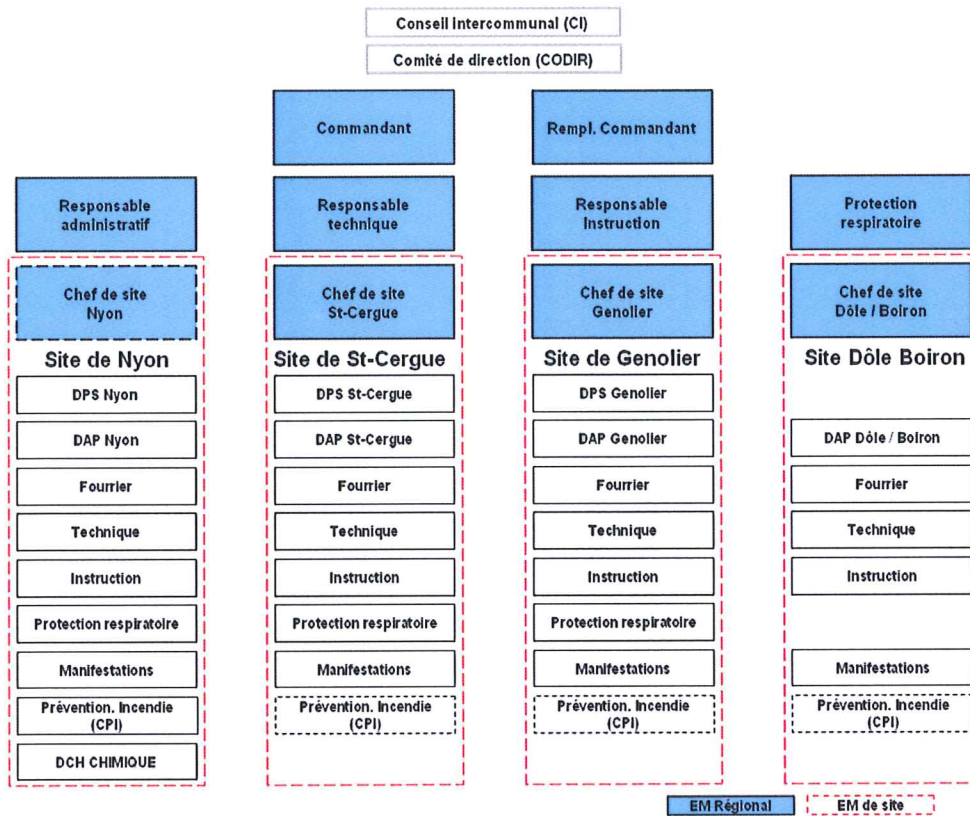 Conseil intercommunal (CI)
Comité de direction (CODIR)
Commandant
Rempl. Commandant
Responsable
administratif
Responsable
technique
Responsable
Instruction
Protection
respiratoire
Chef de site
Nyon
Chef de site
St-Cergue
Chef de site
Genolier
Chef de site
Dôle / Boiron
Site de Nyon
DPS Nyon
DAP Nyon
Fourrier
Technique
Instruction
Protection respiratoire
Manifestations
Prévention. Incendie
(CPI)
DCH CHIMIQUE
Site de St-Cergue
DPS St-Cergue
DAP St-Cergue
Fourrier
Technique
Instruction
Protection respiratoire
Manifestations
Prévention. Incendie
(CPI)
Site de Genolier
DPS Genolier
DAP Genolier
Fourrier
Technique
Instruction
Protection respiratoire
Manifestations
Prévention. Incendie
(CPI)
Site Dôle Boiron
DAP Dôle / Boiron
Fourrier
Technique
Instruction
Manifestations
Prévention. Incendie
(CPI)
EM Régional
EM de site